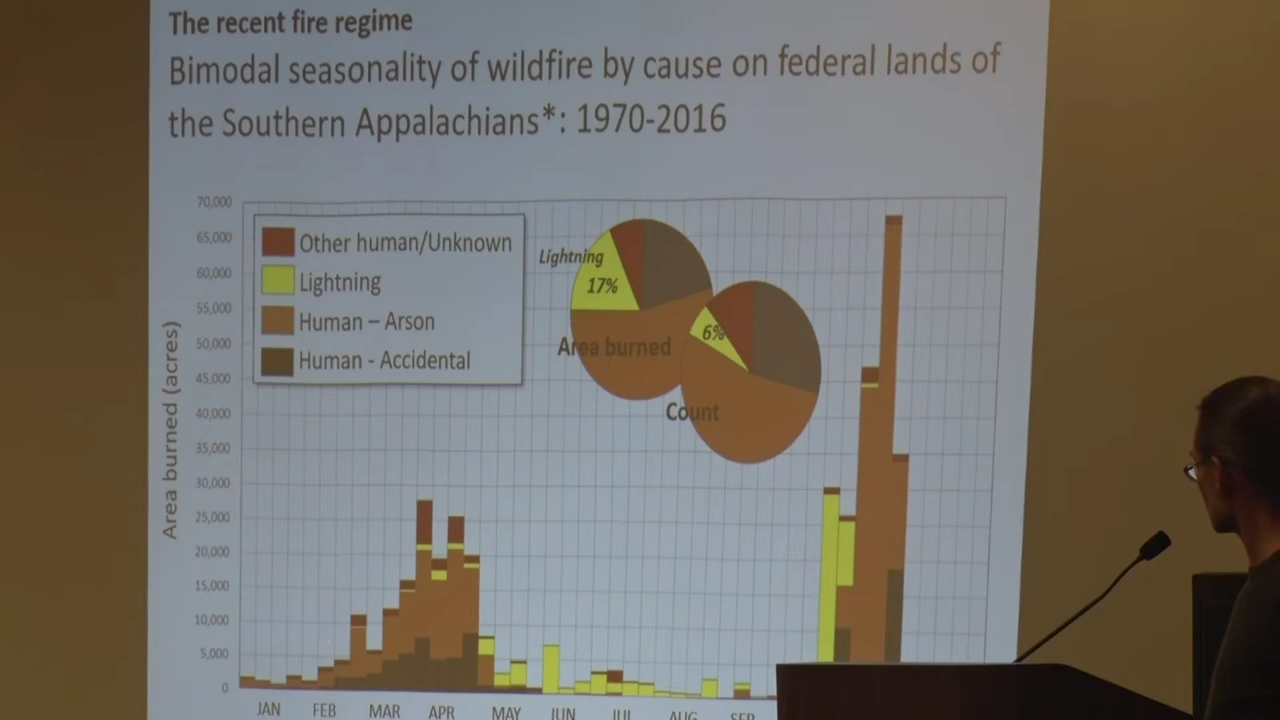 The recent fire regime
Bimodal seasonality of wildfire by cause on federal lands of
the Southern Appalachians*: 1970-2016
70,000
65,000
60,000
55,000
50,000
45,000
40,000
35,000
30,000
25,000
20,000
15,000
10,000
5,000
0
Area burned (acres)
Other human/Unknown
Lightning
Human – Arson
Human - Accidental
Lightning
17%
Area burned
6%
Count
JAN FEB MAR APR MAY JUN JUL AUG SEP